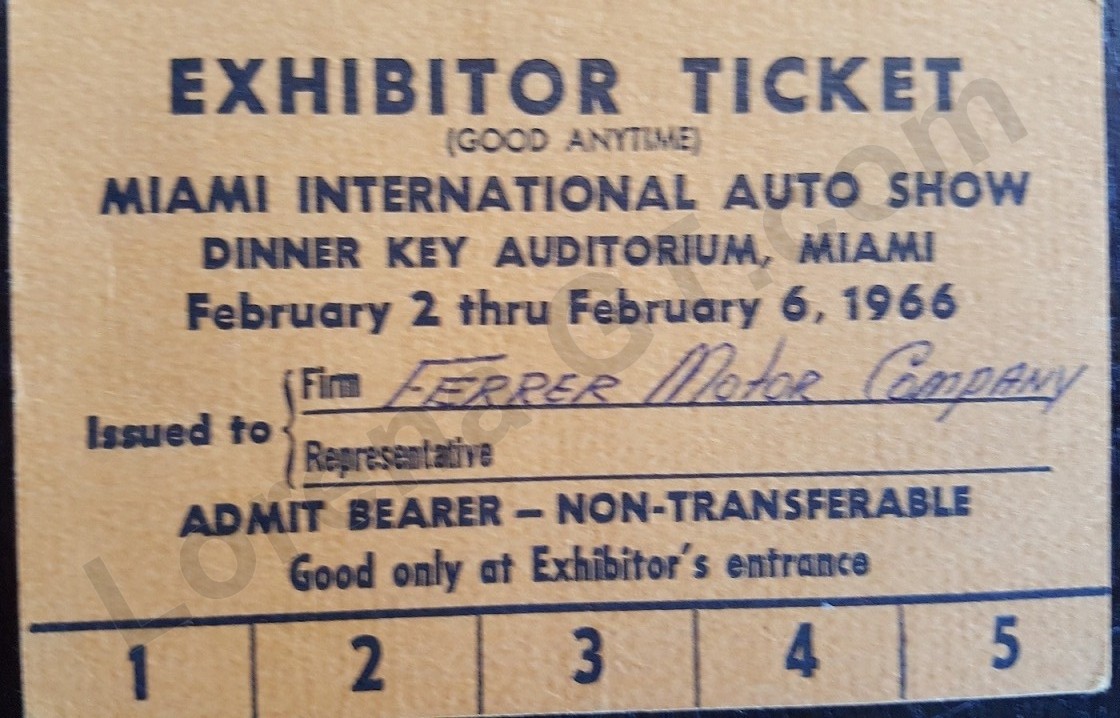 EXHIBITOR TICKET
(GOOD ANYTIME)
MIAMI INTERNATIONAL AUTO SHOW
DINNER KEY AUDITORIUM, MIAMI
February 2 thru February 6, 1966
Issued to
Firm FERRER MOTOR COMPANY
Representative
ADMIT BEARER – NON-TRANSFERABLE
Good only at Exhibitor's entrance
1 2 3 4 5
LorenaGT.com